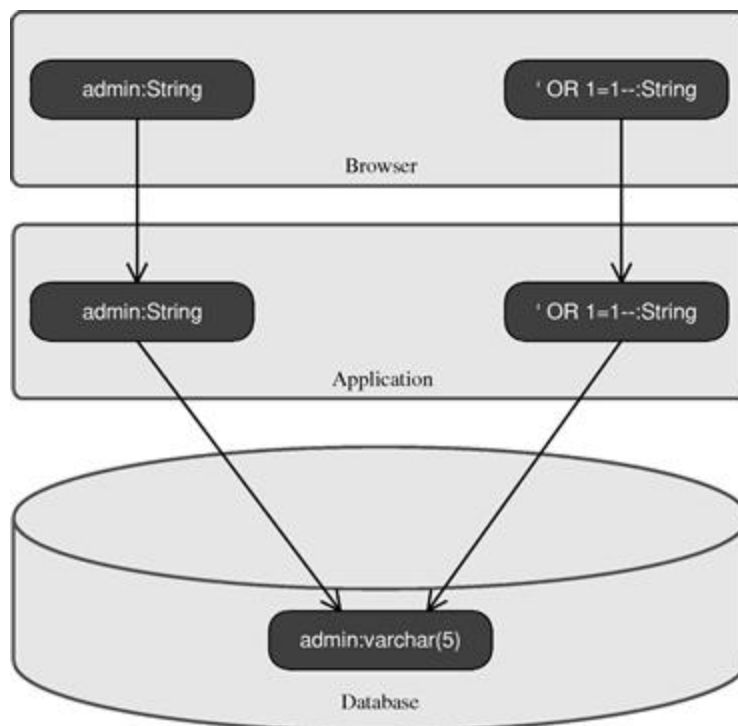 admin:String
' OR 1=1--:String
Browser
admin:String
' OR 1=1--:String
Application
admin:varchar(5)
Database